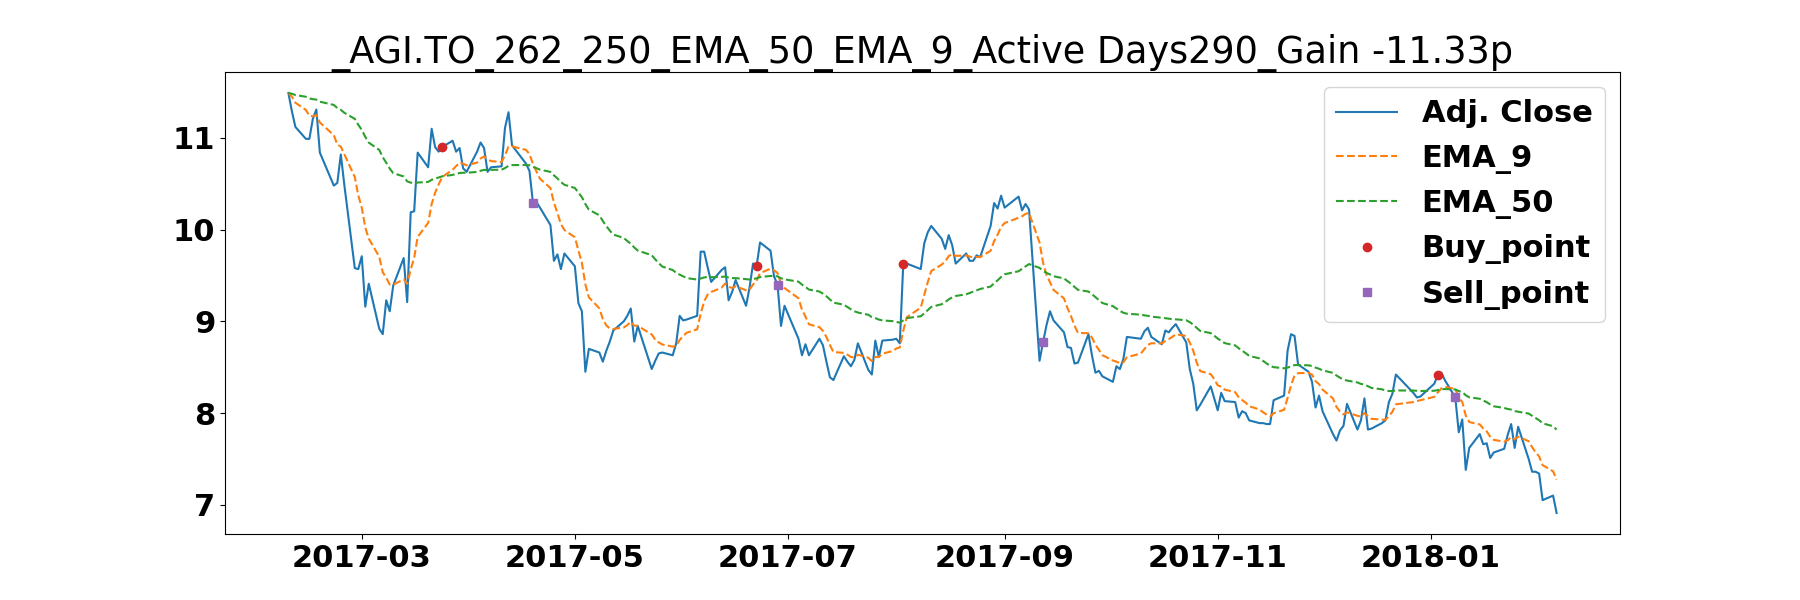 _AGI.TO_262_250_EMA_50_EMA_9_Active Days290_Gain -11.33p
Adj. Close
EMA_9
EMA_50
Buy_point
Sell_point
11
10
9
8
7
2017-03 2017-05 2017-07 2017-09 2017-11 2018-01